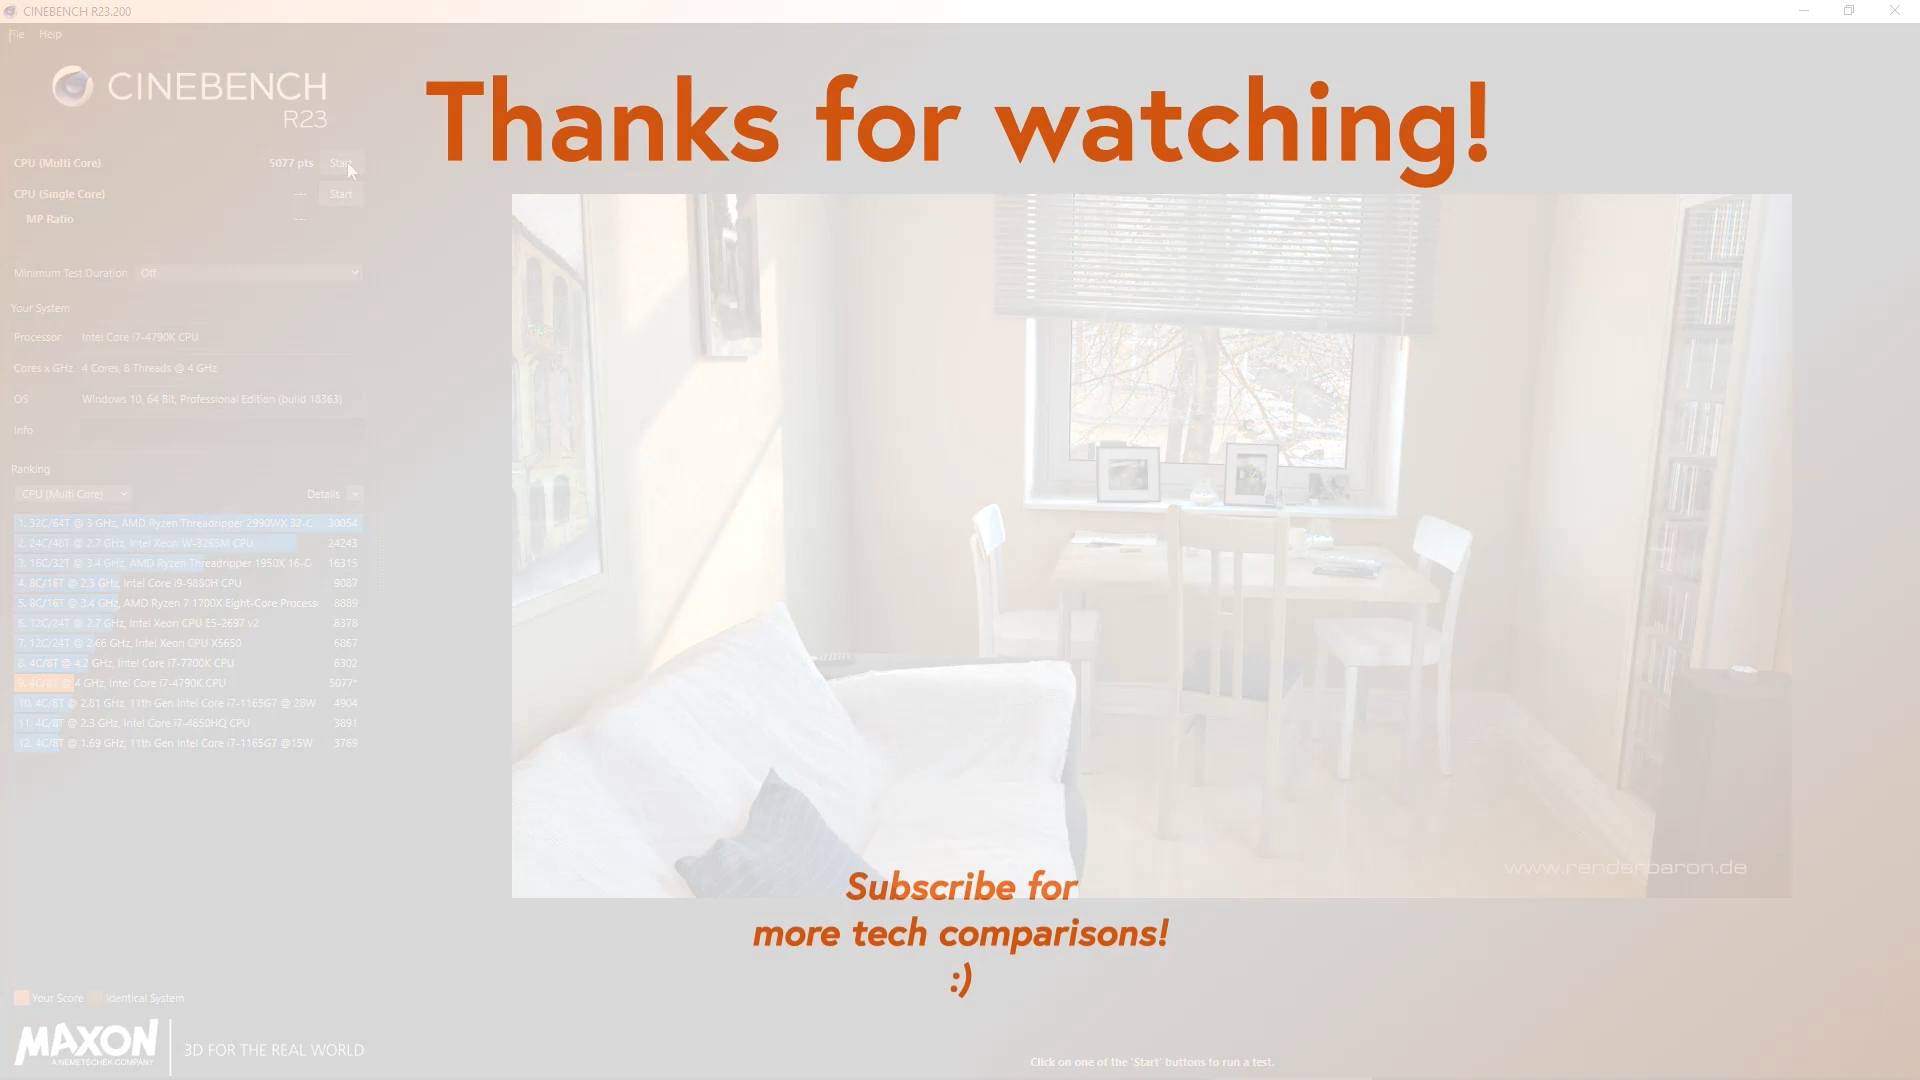 CINEBENCH R23.200
File Help
CINEBENCH
R23
Thanks for watching!
CPU (Multi Core) 5077 pts Start
CPU (Single Core) --- Start
MP Ratio ---
Minimum Test Duration Off
Your System
Processor Intel Core i7-4790K CPU
Cores x GHz 4 Cores, 8 Threads @ 4 GHz
OS Windows 10, 64 Bit, Professional Edition (build 18363)
Info
Ranking
CPU (Multi Core) Details
1. 32C/64T @ 3 GHz, AMD Ryzen Threadripper 2990WX 32-C 30054
2. 24C/48T @ 2.7 GHz, Intel Xeon W-3265M CPU 24243
3. 16C/32T @ 3.4 GHz, AMD Ryzen Threadripper 1950X 16-C 16315
4. 8C/16T @ 2.3 GHz, Intel Core i9-9880H CPU 9087
5. 8C/16T @ 3.4 GHz, AMD Ryzen 7 1700X Eight-Core Process 8889
6. 12C/24T @ 2.7 GHz, Intel Xeon CPU E5-2697 v2 8378
7. 12C/24T @ 2.66 GHz, Intel Xeon CPU X5650 6867
8. 4C/8T @ 4.2 GHz, Intel Core i7-7700K CPU 6302
9. 4C/8T @ 4 GHz, Intel Core i7-4790K CPU 5077*
10. 4C/8T @ 2.81 GHz, 11th Gen Intel Core i7-1165G7 @ 28W 4904
11. 4C/8T @ 2.3 GHz, Intel Core i7-4850HQ CPU 3891
12. 4C/8T @ 1.69 GHz, 11th Gen Intel Core i7-1165G7 @15W 3769
www.renderbaron.de
Subscribe for
more tech comparisons!
:)
Your Score Identical System
MAXON
A NEMETSCHEK COMPANY
3D FOR THE REAL WORLD
Click on one of the 'Start' buttons to run a test.